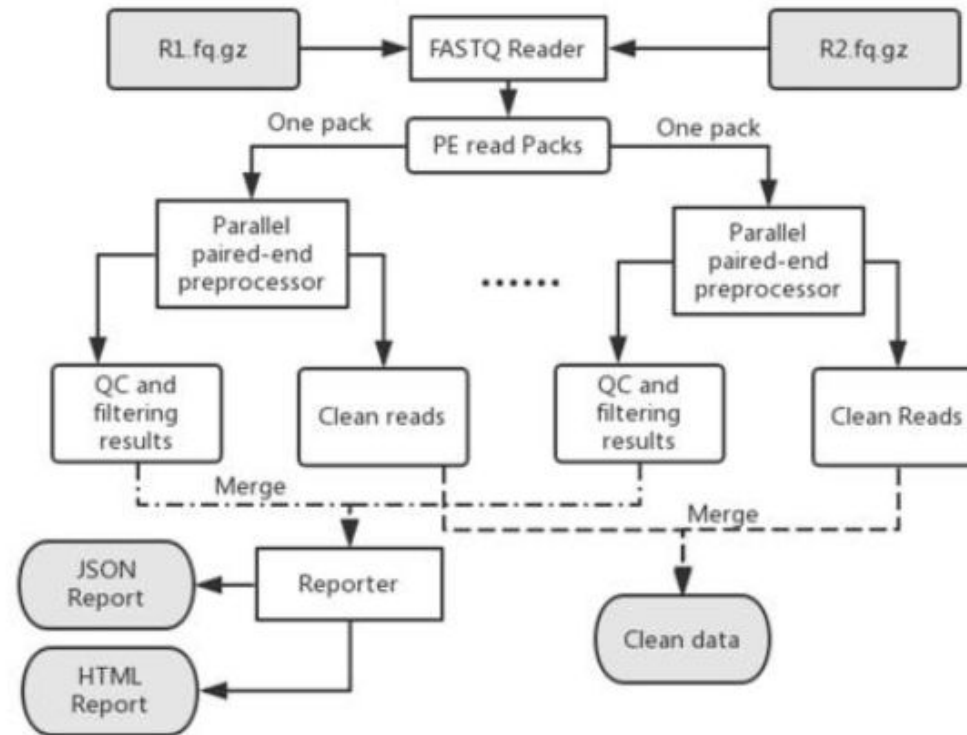 R1.fq.gz
FASTQ Reader
R2.fq.gz
One pack
PE read Packs
One pack
Parallel
paired-end
preprocessor
......
Parallel
paired-end
preprocessor
QC and
filtering
results
Clean reads
QC and
filtering
results
Clean Reads
Merge
Merge
JSON
Report
Reporter
Clean data
HTML
Report